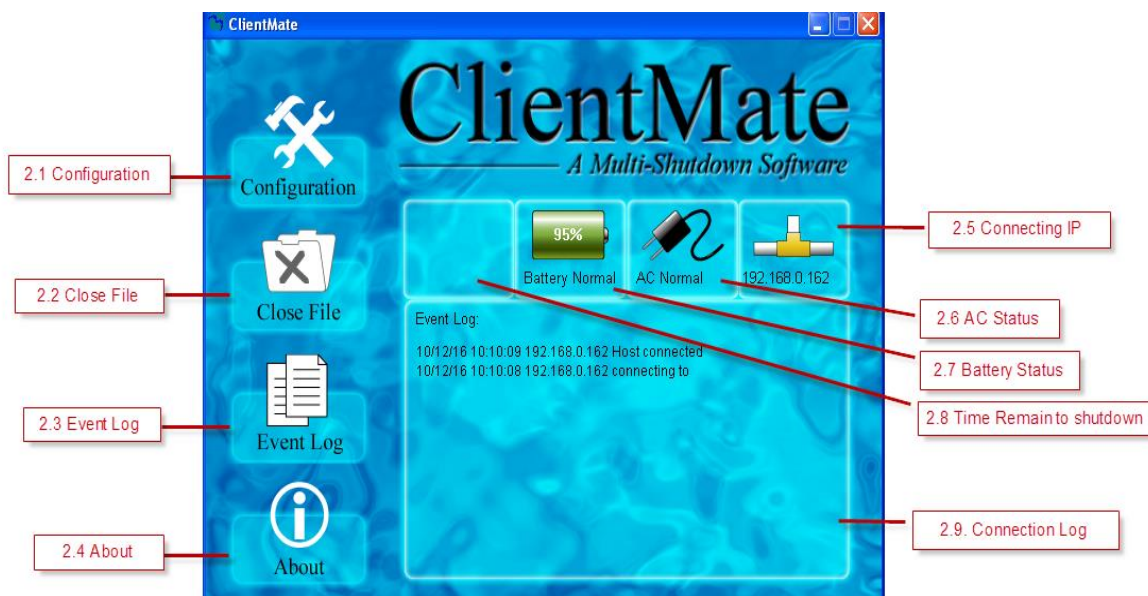 ClientMate
ClientMate
A Multi-Shutdown Software
2.1 Configuration
Configuration
2.2 Close File
Close File
2.3 Event Log
Event Log
2.4 About
About
95%
Battery Normal
AC Normal
192.168.0.162
Event Log:
10/12/16 10:10:09 192.168.0.162 Host connected
10/12/16 10:10:08 192.168.0.162 connecting to
2.5 Connecting IP
2.6 AC Status
2.7 Battery Status
2.8 Time Remain to shutdown
2.9. Connection Log